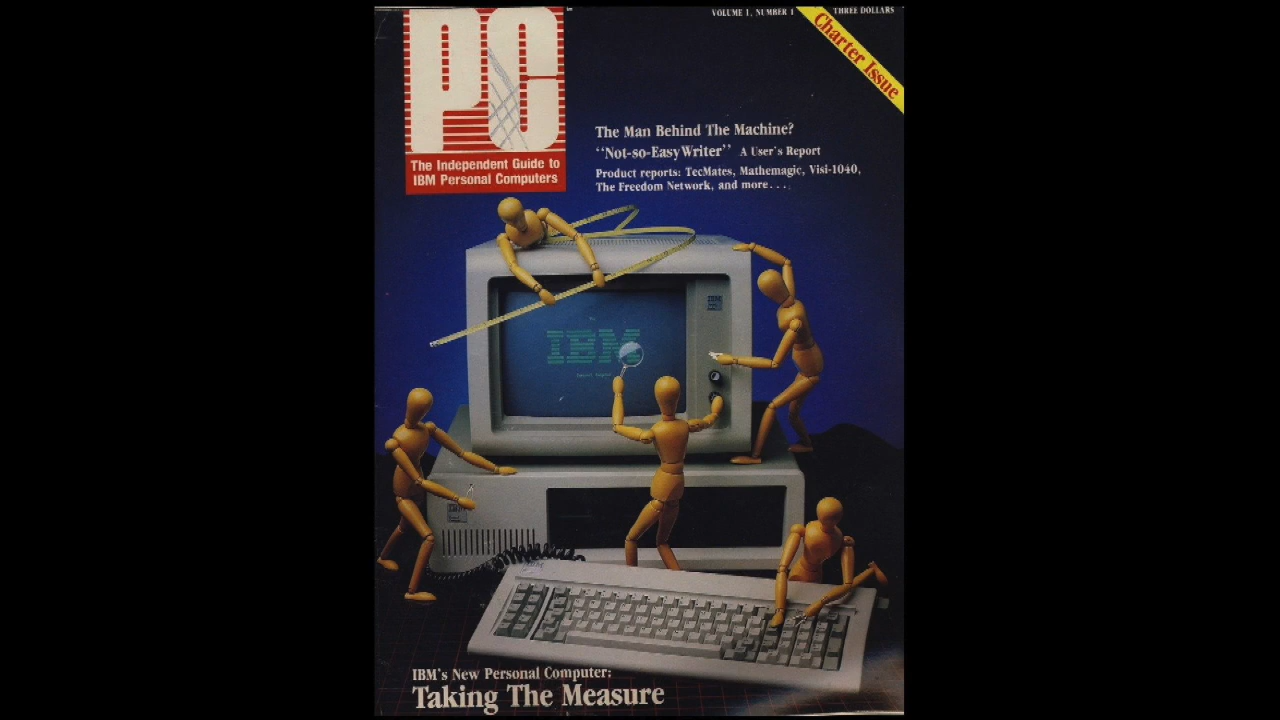 VOLUME 1, NUMBER 1
THREE DOLLARS
Charter Issue
PC
The Independent Guide to
IBM Personal Computers
The Man Behind The Machine?
“Not-so-EasyWriter” A User's Report
Product reports: TecMates, Mathemagic, Visi-1040,
The Freedom Network, and more...
IBM
IBM
IBM's New Personal Computer:
Taking The Measure